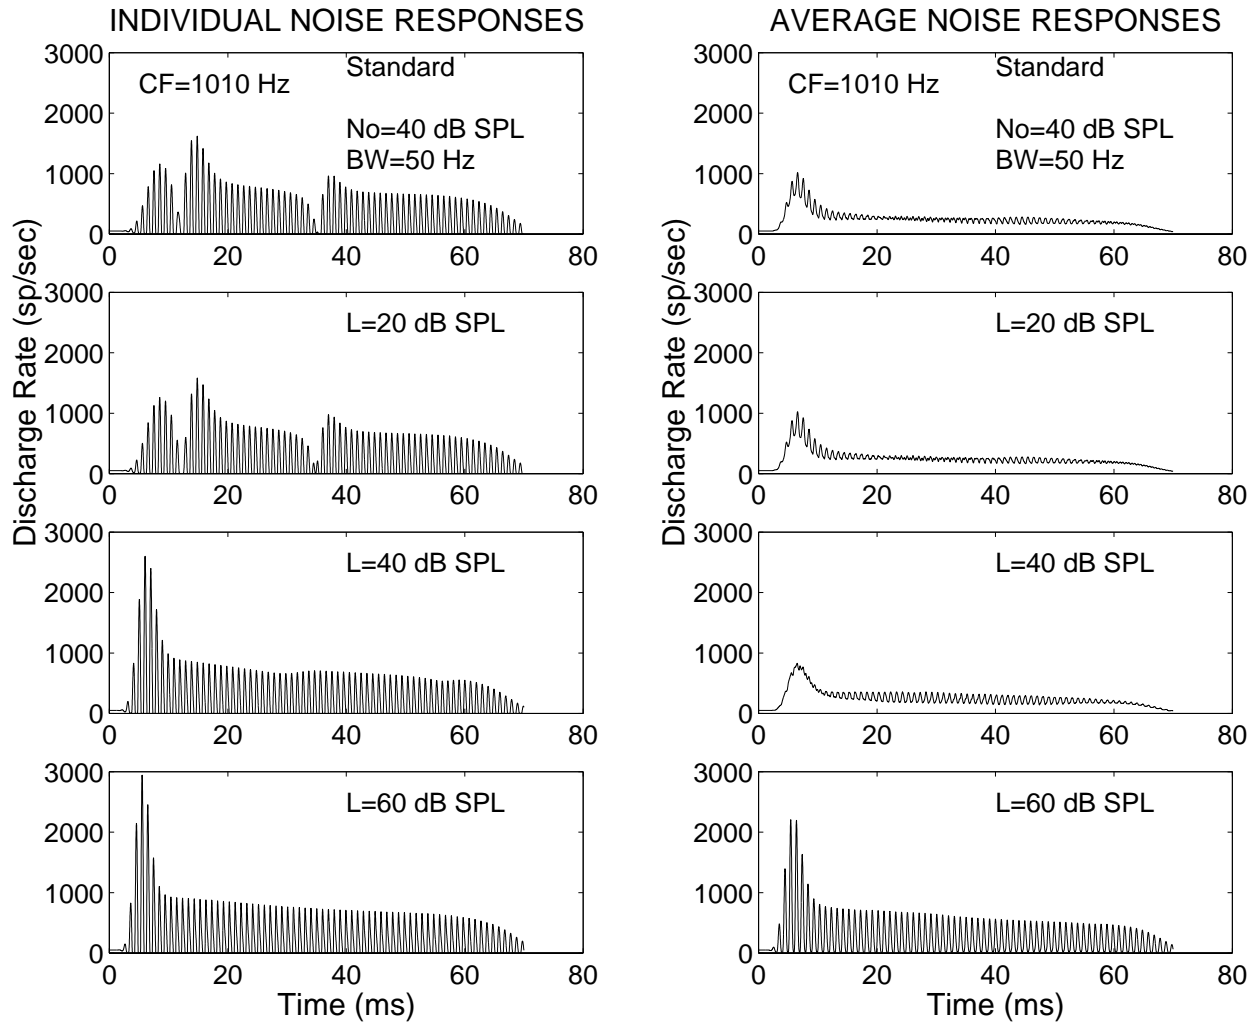 INDIVIDUAL NOISE RESPONSES
3000
2000
1000
0
CF=1010 Hz
Standard
No=40 dB SPL
BW=50 Hz
0 20 40 60 80
3000
2000
1000
0
L=20 dB SPL
0 20 40 60 80
3000
2000
1000
0
L=40 dB SPL
0 20 40 60 80
3000
2000
1000
0
L=60 dB SPL
0 20 40 60 80
Discharge Rate (sp/sec)
Time (ms)
AVERAGE NOISE RESPONSES
3000
2000
1000
0
CF=1010 Hz
Standard
No=40 dB SPL
BW=50 Hz
0 20 40 60 80
3000
2000
1000
0
L=20 dB SPL
0 20 40 60 80
3000
2000
1000
0
L=40 dB SPL
0 20 40 60 80
3000
2000
1000
0
L=60 dB SPL
0 20 40 60 80
Discharge Rate (sp/sec)
Time (ms)